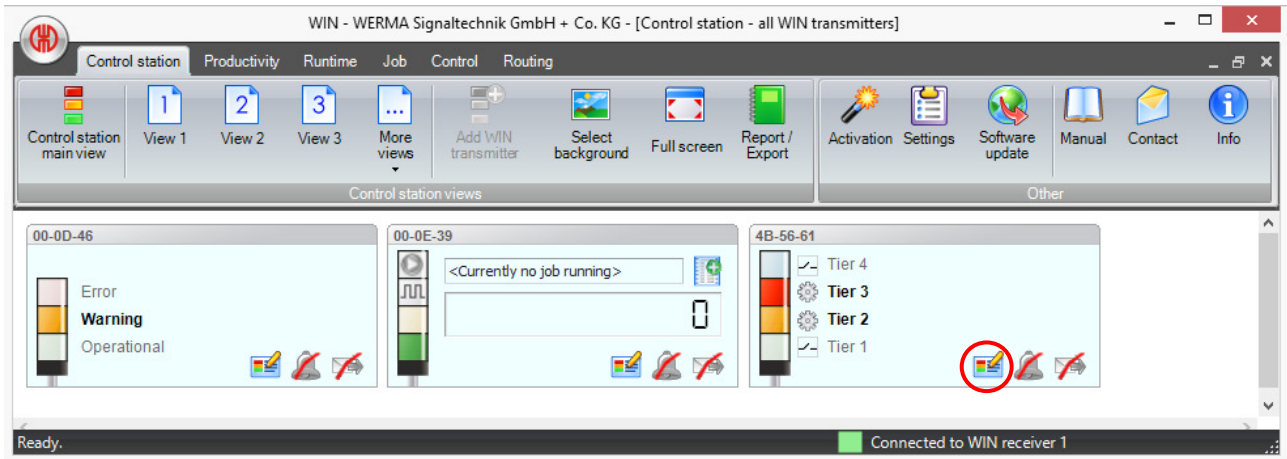 WIN - WERMA Signaltechnik GmbH + Co. KG - [Control station - all WIN transmitters]
Control station Productivity Runtime Job Control Routing
Control station main view
1 View 1
2 View 2
3 View 3
... More views
Add WIN transmitter
Select background
Full screen
Report / Export
Activation
Settings
Software update
Manual
Contact
Info
Control station views
Other
00-0D-46
Error
Warning
Operational
00-0E-39
<Currently no job running>
0
4B-56-61
Tier 4
Tier 3
Tier 2
Tier 1
Ready.
Connected to WIN receiver 1